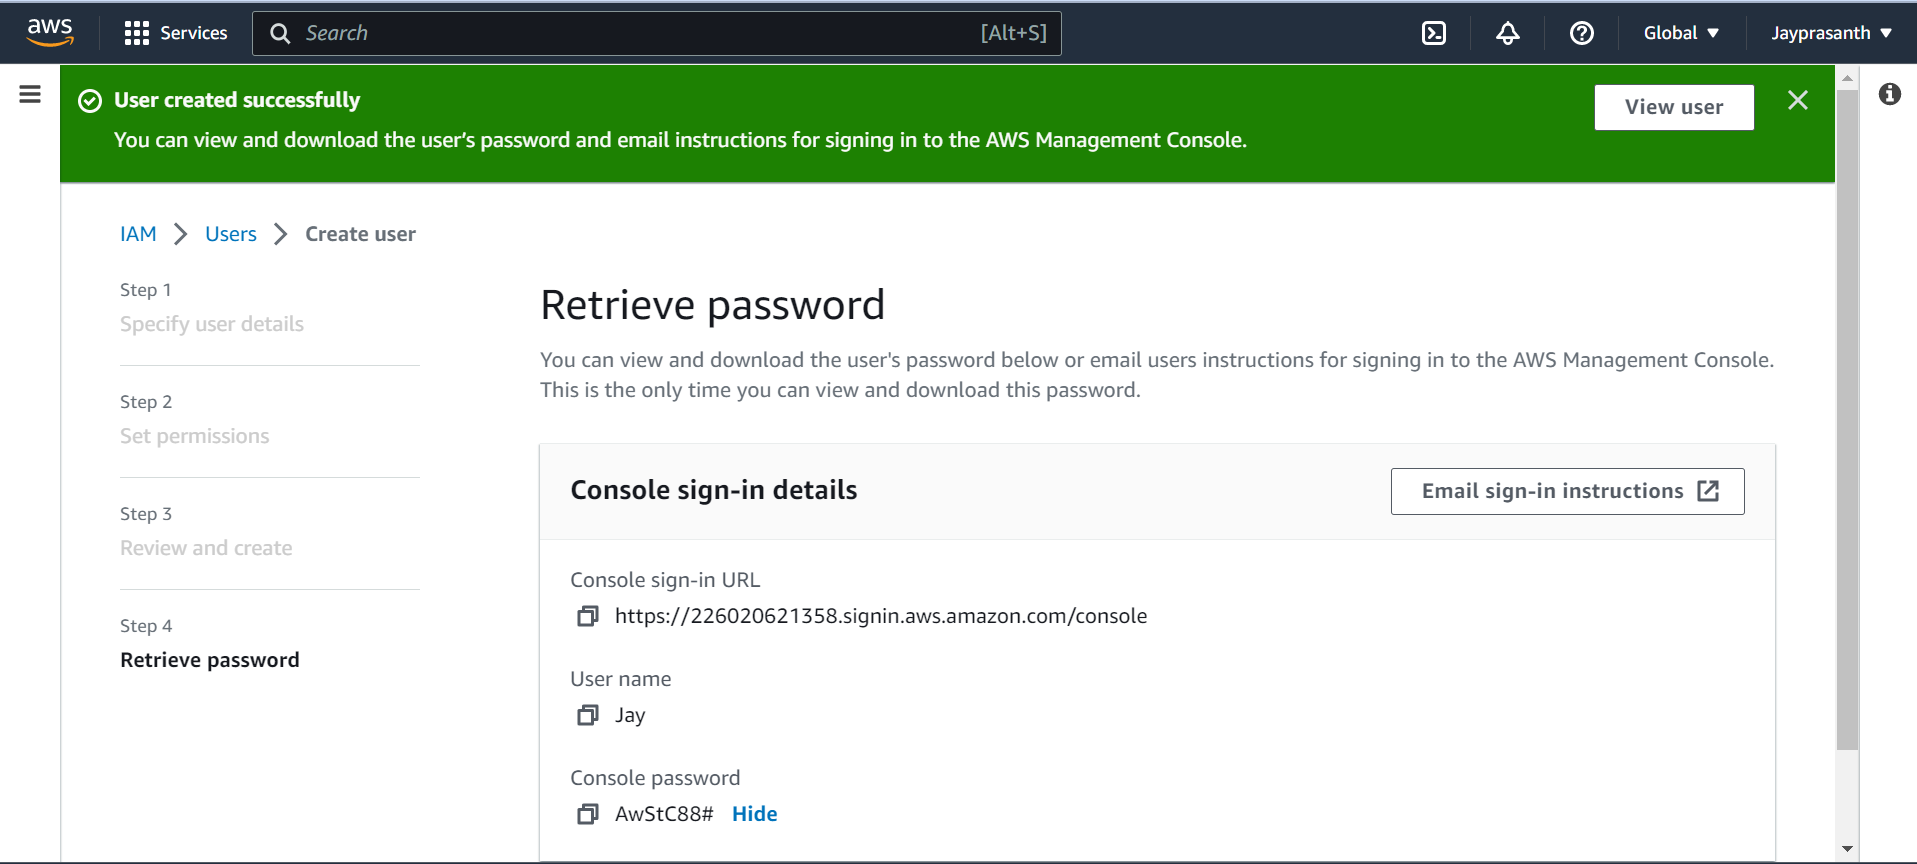 aws
Services
Search
[Alt+S]
Global
Jayprasanth
User created successfully
You can view and download the user’s password and email instructions for signing in to the AWS Management Console.
View user
IAM
Users
Create user
Step 1
Specify user details
Step 2
Set permissions
Step 3
Review and create
Step 4
Retrieve password
Retrieve password
You can view and download the user's password below or email users instructions for signing in to the AWS Management Console.
This is the only time you can view and download this password.
Console sign-in details
Email sign-in instructions
Console sign-in URL
https://226020621358.signin.aws.amazon.com/console
User name
Jay
Console password
AwStC88# Hide